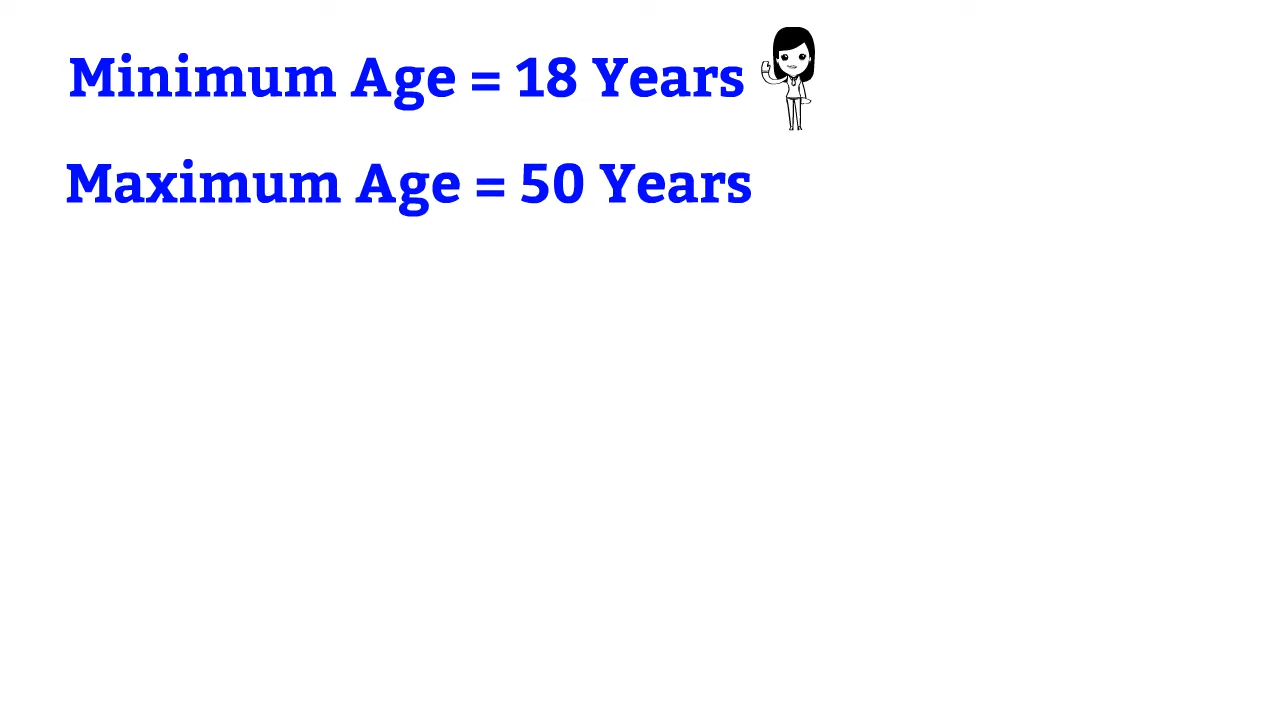 Minimum Age = 18 Years
Maximum Age = 50 Years